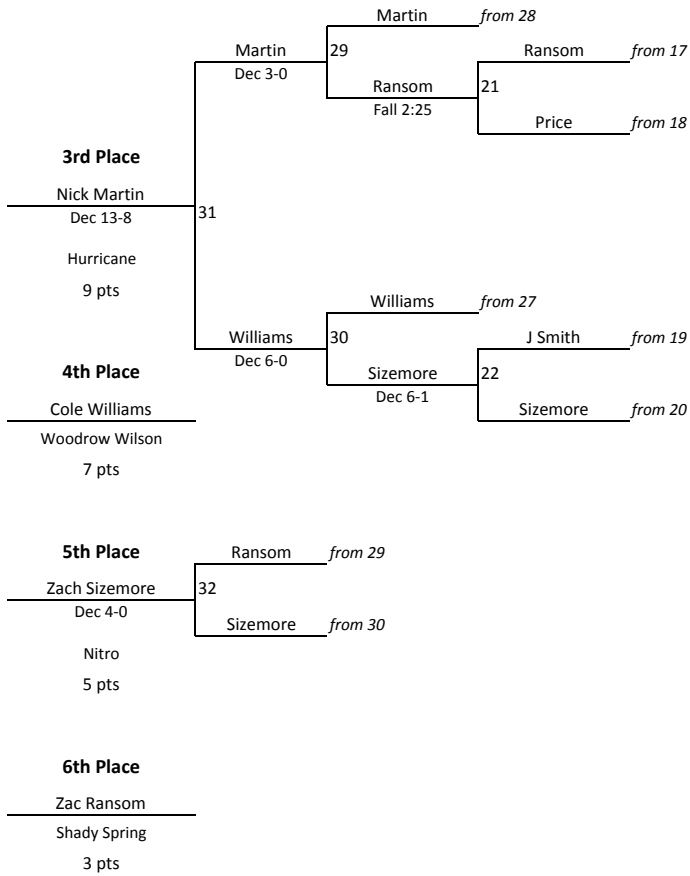 Martin from 28
Martin 29 Ransom from 17
Dec 3-0
Ransom 21
Fall 2:25
Price from 18
3rd Place
Nick Martin
31
Dec 13-8
Hurricane
9 pts
Williams from 27
Williams 30 J Smith from 19
Dec 6-0
4th Place
Sizemore 22
Dec 6-1
Cole Williams Sizemore from 20
Woodrow Wilson
7 pts
5th Place Ransom from 29
Zach Sizemore 32
Dec 4-0
Sizemore from 30
Nitro
5 pts
6th Place
Zac Ransom
Shady Spring
3 pts